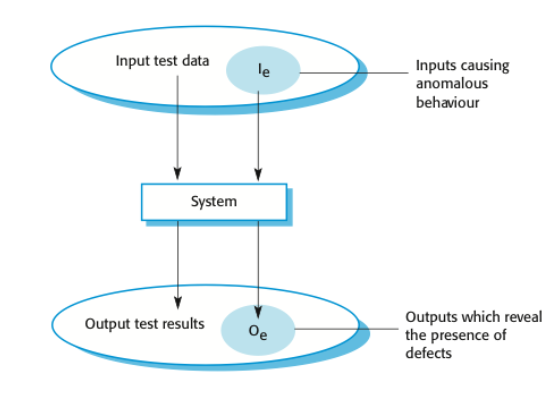 Input test data
Ie
Inputs causing
anomalous
behaviour
System
Output test results
Oe
Outputs which reveal
the presence of
defects